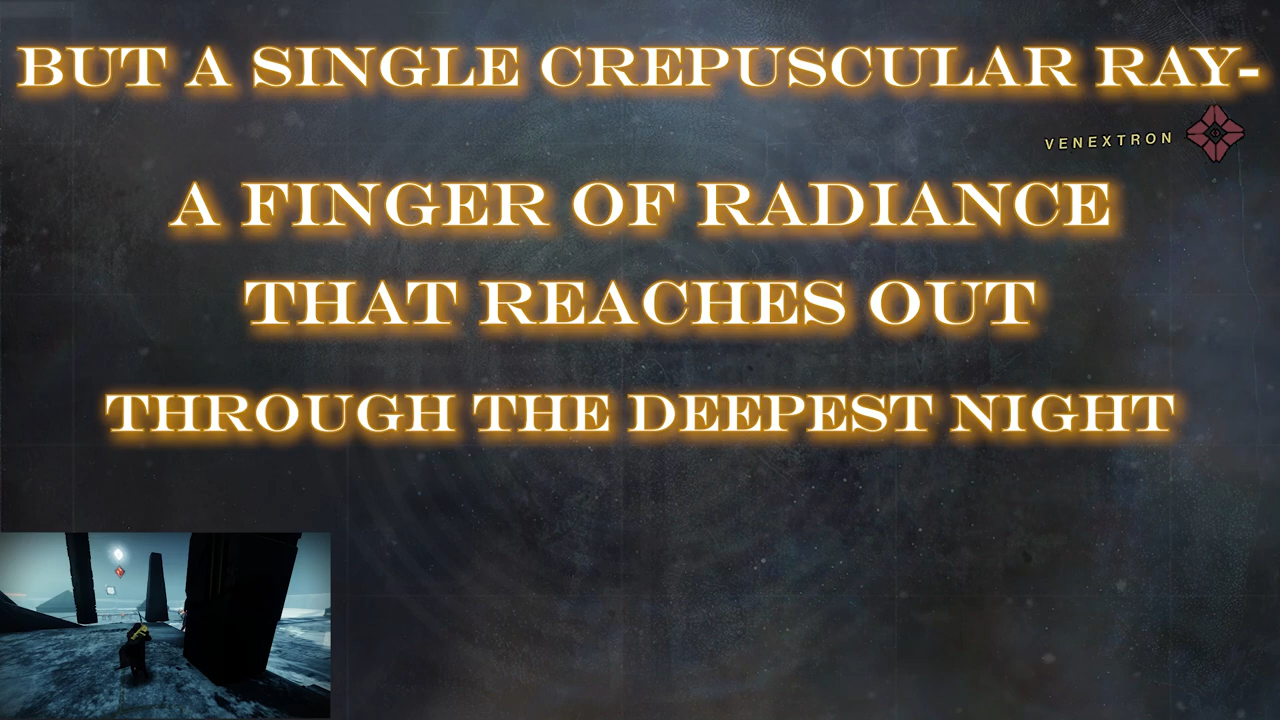 BUT A SINGLE CREPUSCULAR RAY-
VENEXTRON
A FINGER OF RADIANCE
THAT REACHES OUT
THROUGH THE DEEPEST NIGHT